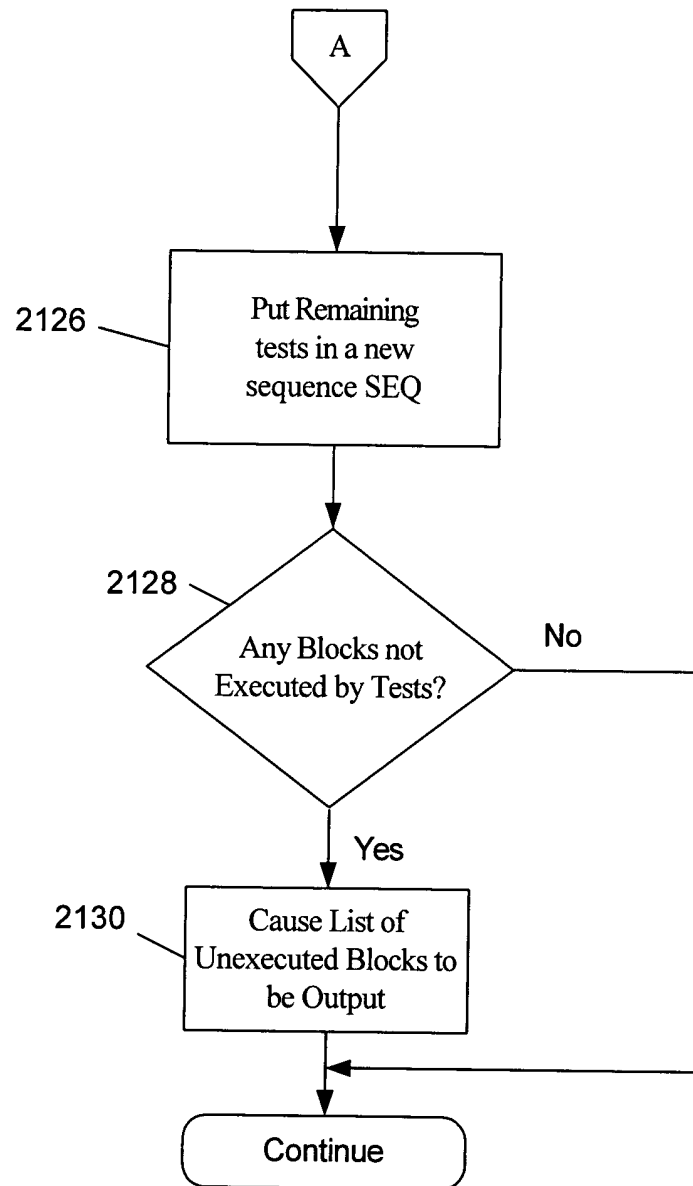 A
2126
Put Remaining
tests in a new
sequence SEQ
2128
Any Blocks not
Executed by Tests?
No
Yes
2130
Cause List of
Unexecuted Blocks to
be Output
Continue